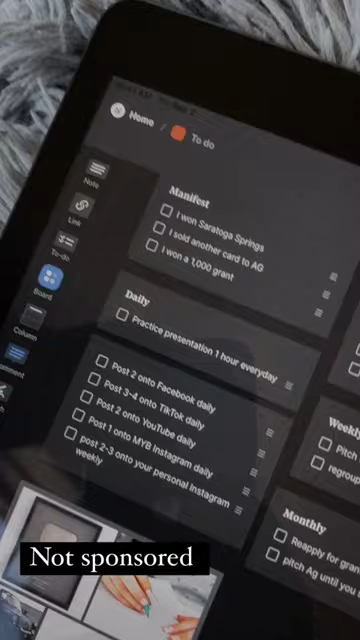 Home / To do
Note
Link
To-do
Board
Column
omment
Manifest
I won Saratoga Springs
I sold another card to AG
I won a 1,000 grant
Daily
Practice presentation 1 hour everyday
Post 2 onto Facebook daily
Post 3-4 onto TikTok daily
Post 2 onto YouTube daily
Post 1 onto MYB Instagram daily
post 2-3 onto your personal Instagram
weekly
Weekly
Pitch
regroup
Monthly
Reapply for gran
pitch Ag until you s
Not sponsored